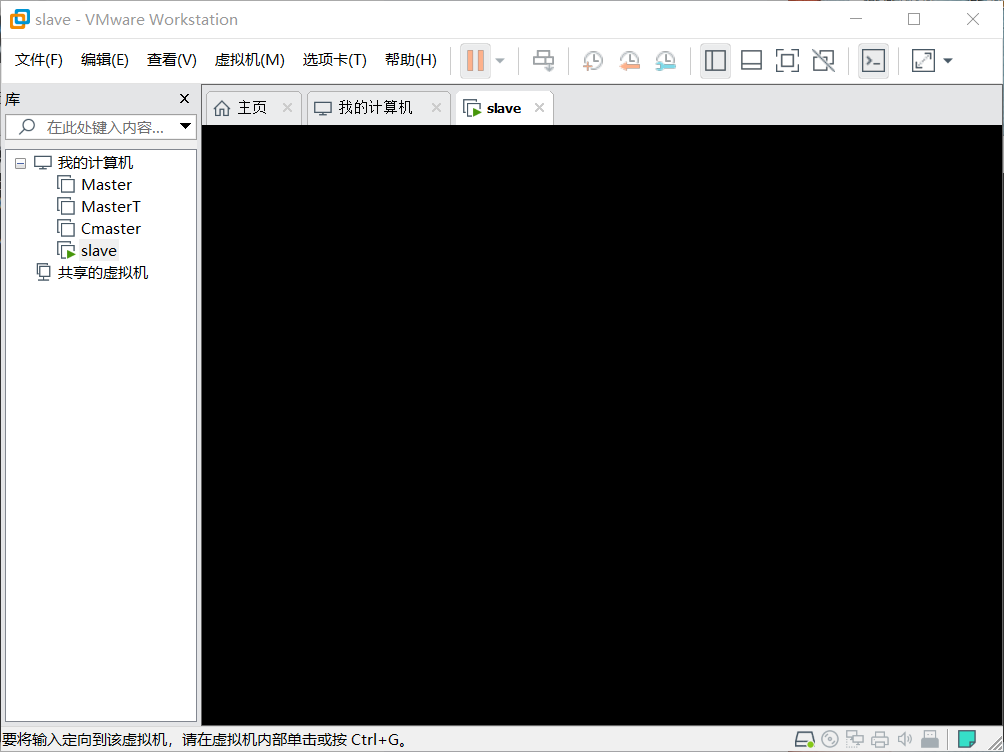 slave - VMware Workstation
文件(F) 编辑(E) 查看(V) 虚拟机(M) 选项卡(T) 帮助(H)
库
主页 我的计算机 slave
在此处键入内容...
我的计算机
Master
MasterT
Cmaster
slave
共享的虚拟机
要将输入定向到该虚拟机，请在虚拟机内部单击或按 Ctrl+G。